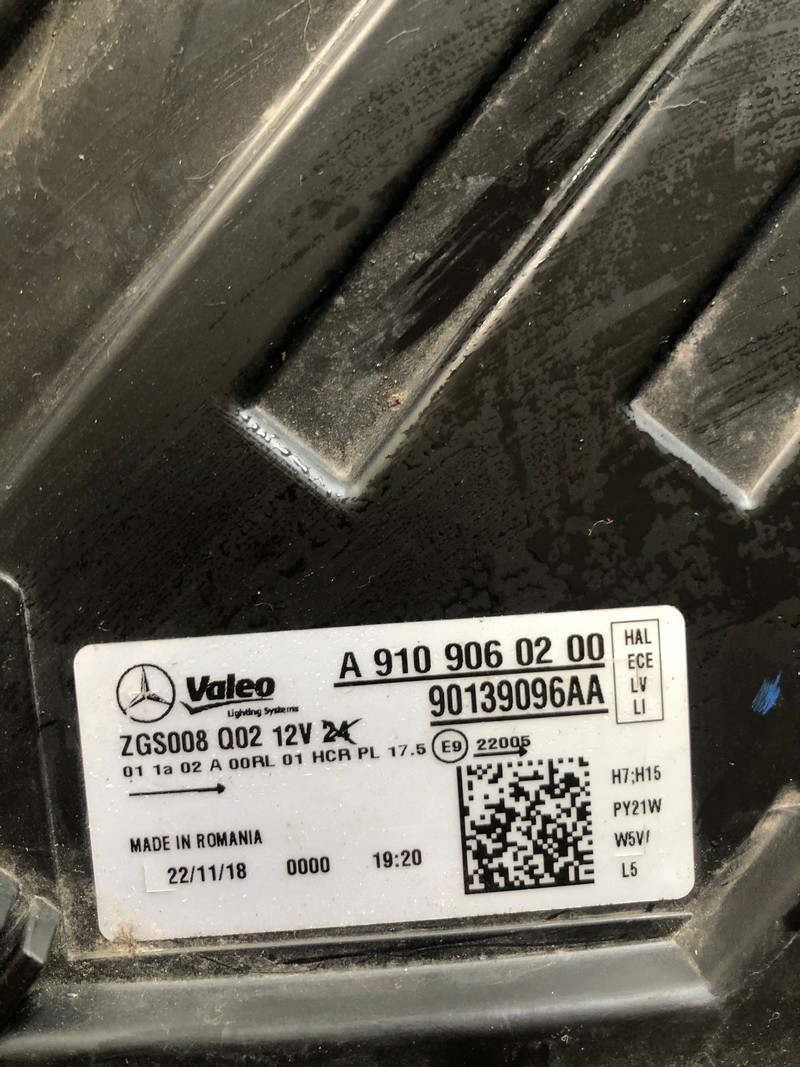 Valeo
Lighting Systems
A 910 906 02 00
90139096AA
HAL
ECE
LV
LI
ZGS008 Q02 12V 24
01 1a 02 A 00RL 01 HCR PL 17.5 E9 22005
H7;H15
PY21W
W5W
L5
MADE IN ROMANIA
22/11/18 0000 19:20